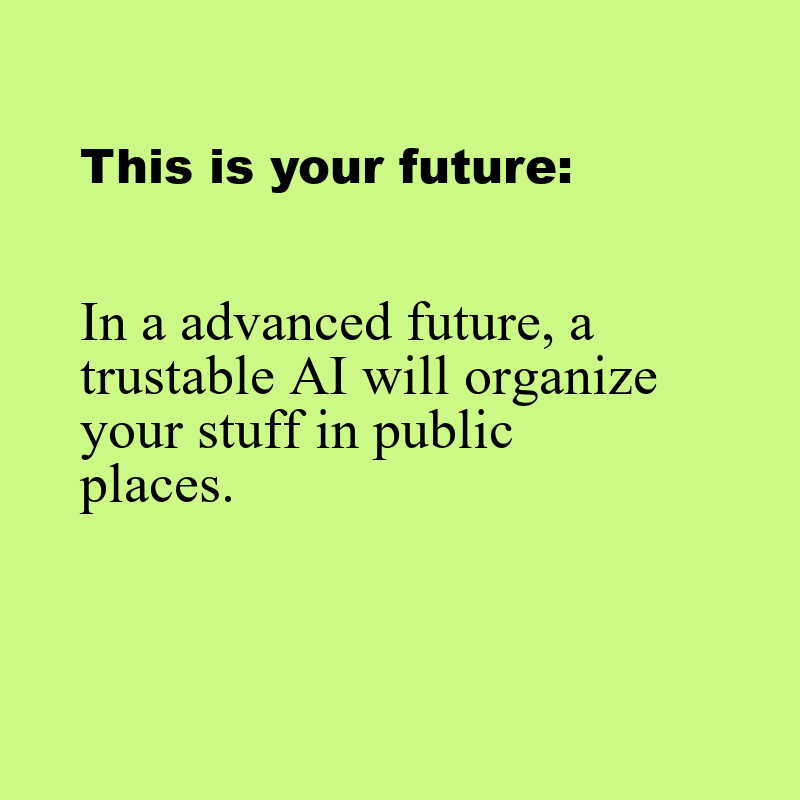 This is your future:
In a advanced future, a
trustable AI will organize
your stuff in public
places.